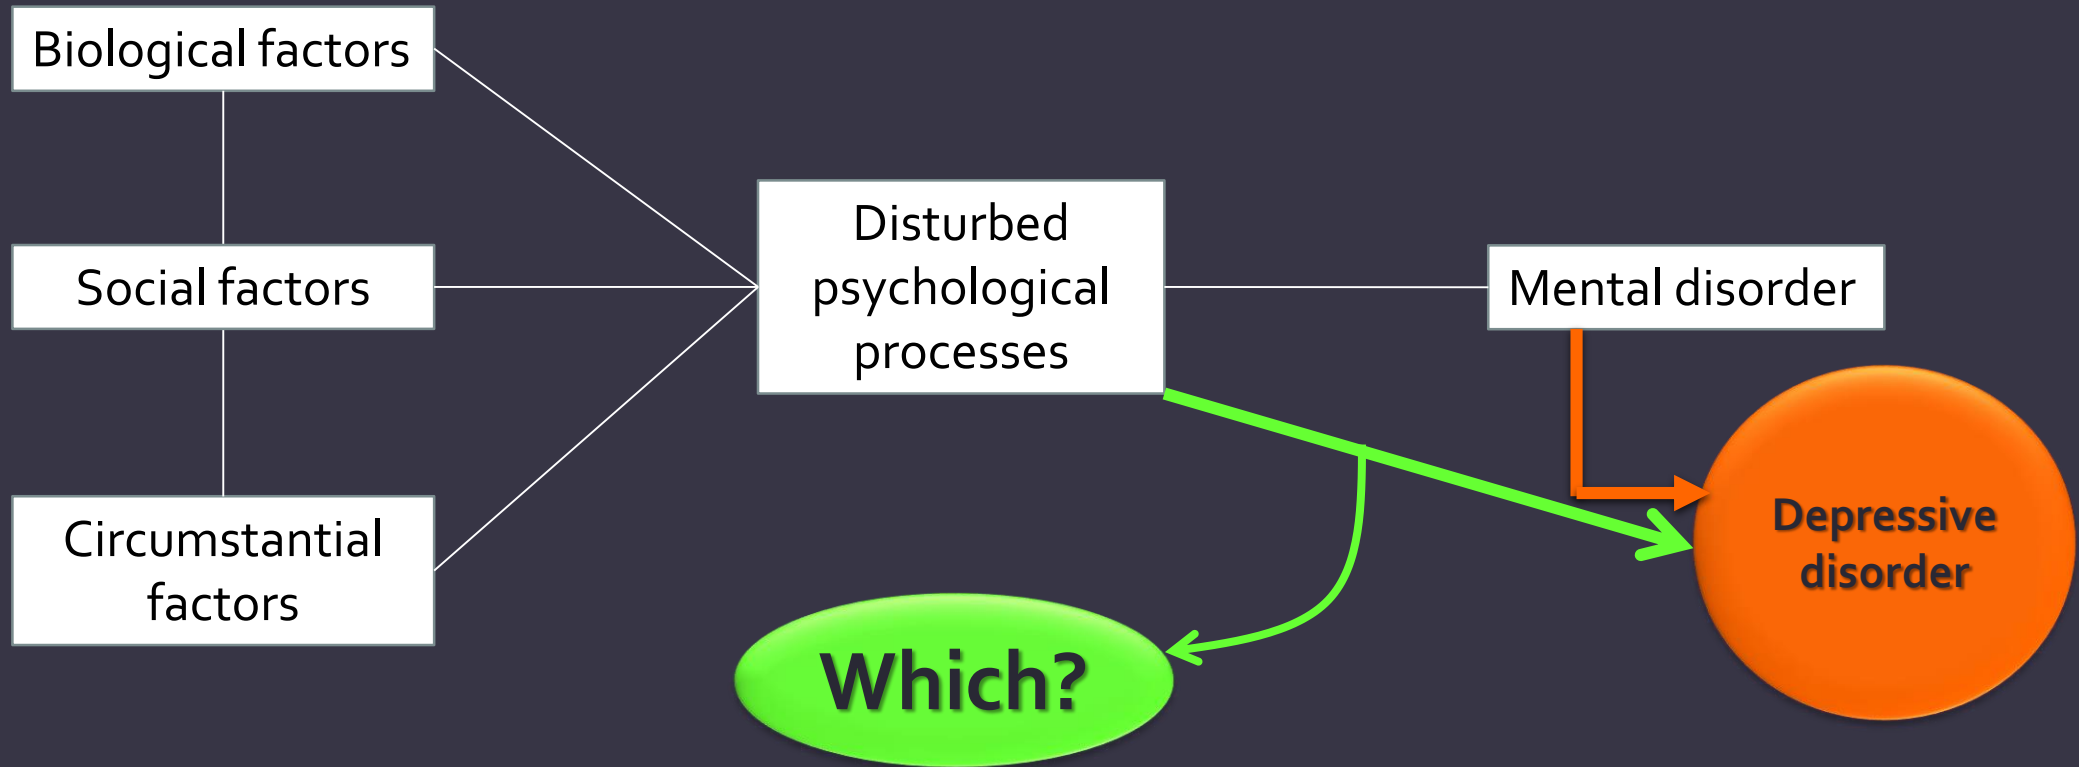 Biological factors
Social factors
Circumstantial
factors
Disturbed
psychological
processes
Mental disorder
Depressive
disorder
Which?